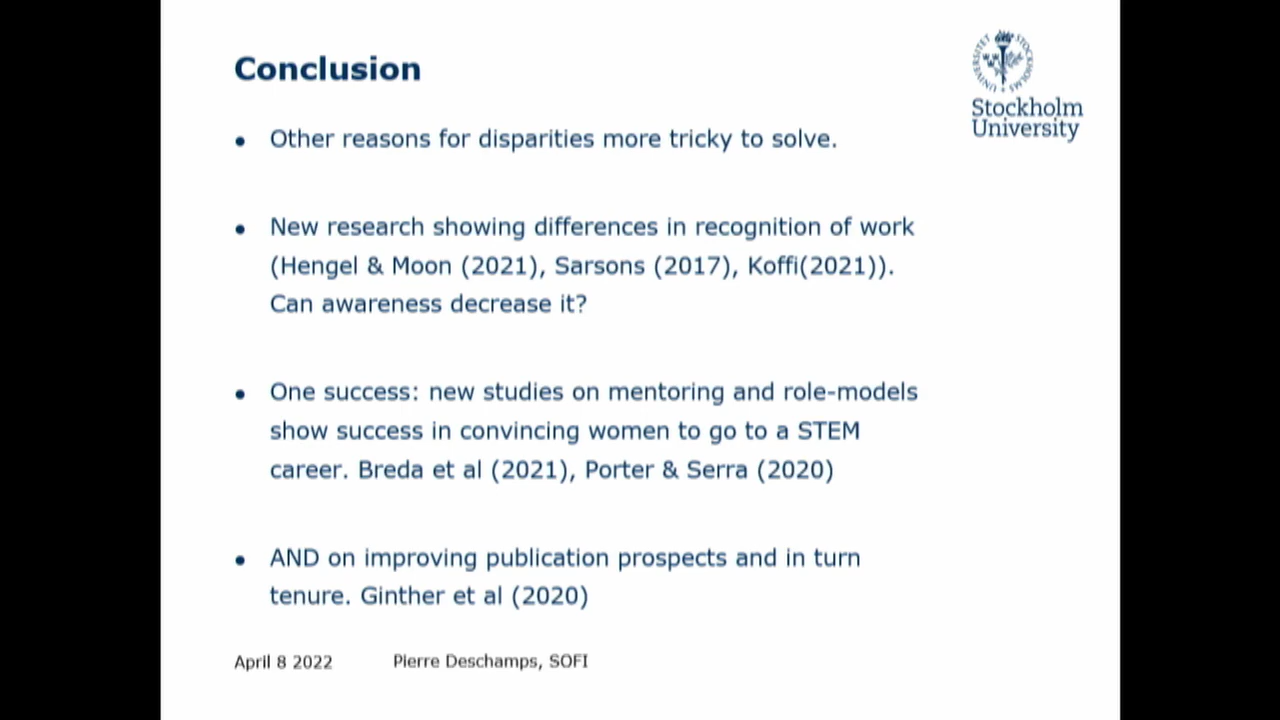 Conclusion
• Other reasons for disparities more tricky to solve.
• New research showing differences in recognition of work
(Hengel & Moon (2021), Sarsons (2017), Koffi(2021)).
Can awareness decrease it?
• One success: new studies on mentoring and role-models
show success in convincing women to go to a STEM
career. Breda et al (2021), Porter & Serra (2020)
• AND on improving publication prospects and in turn
tenure. Ginther et al (2020)
April 8 2022
Pierre Deschamps, SOFI
Stockholm
University